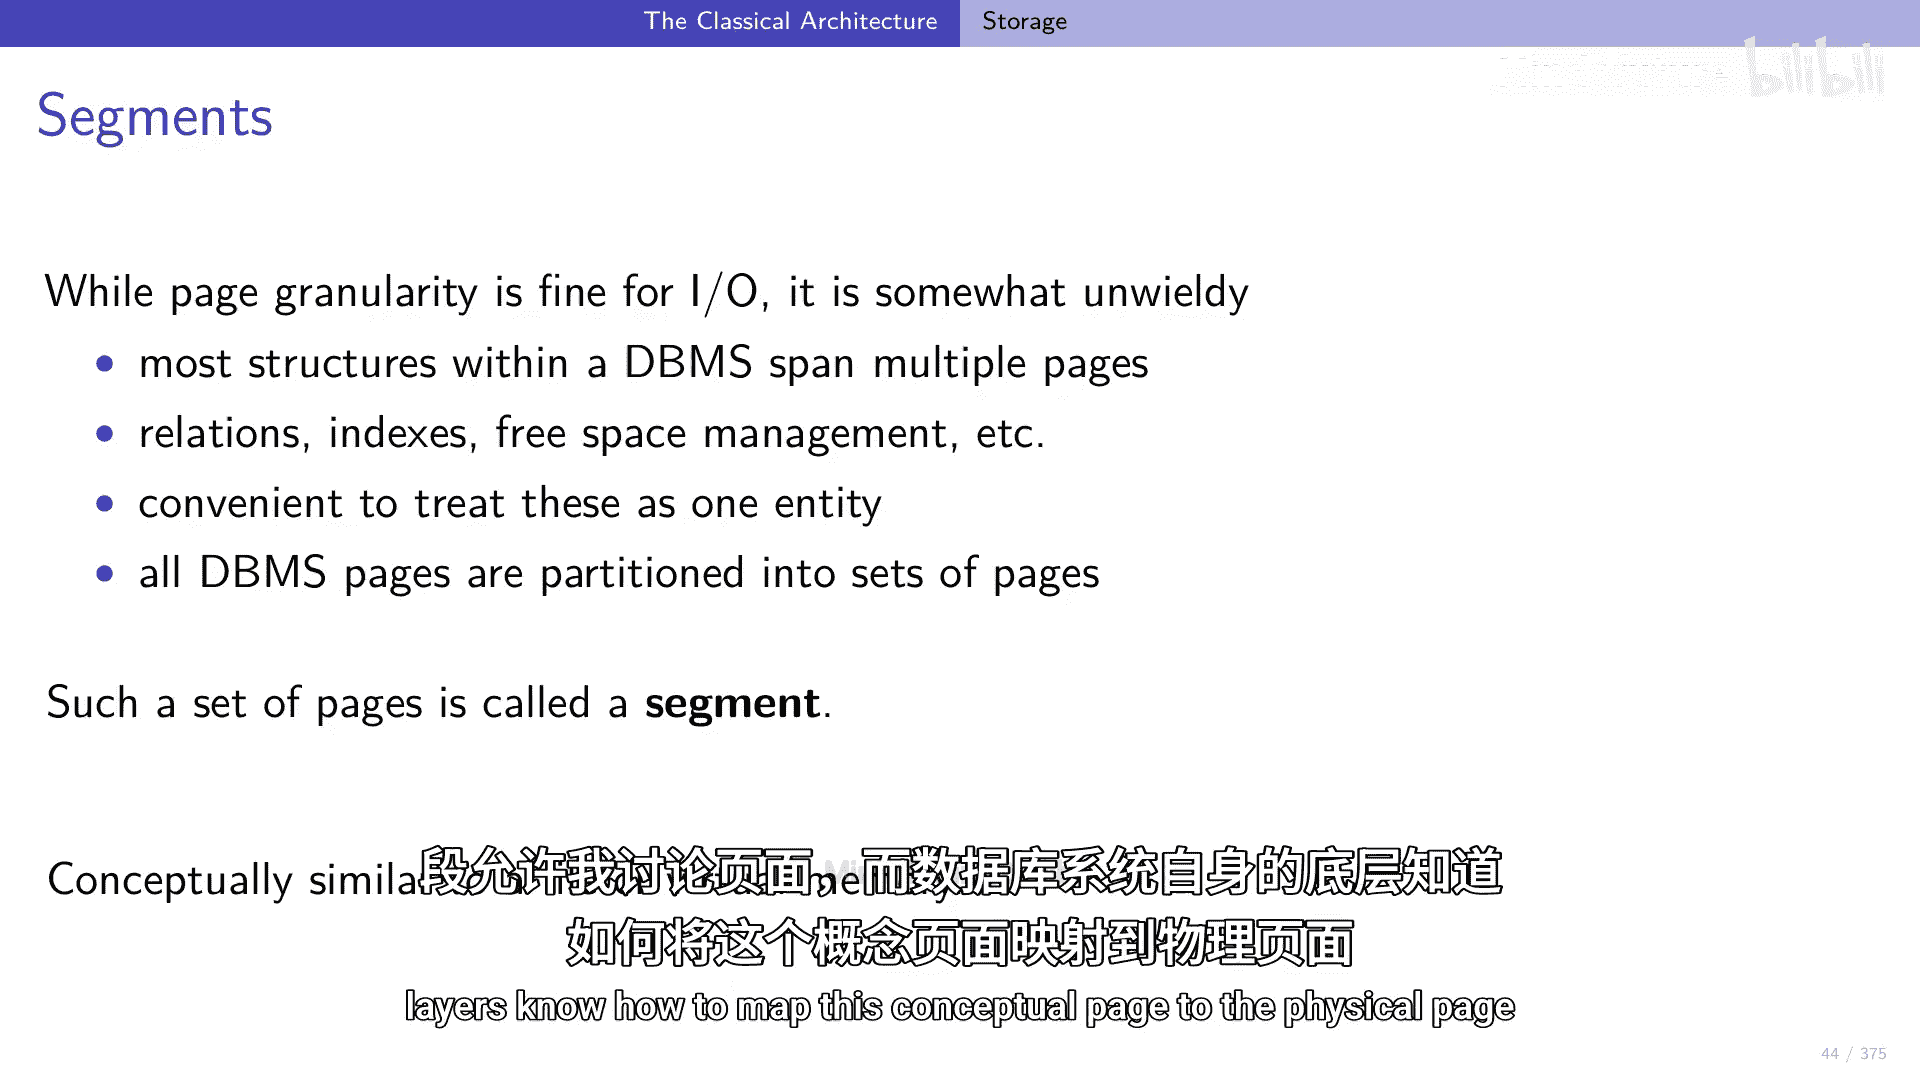 The Classical Architecture
Storage
bilibili
Segments
While page granularity is fine for I/O, it is somewhat unwieldy
• most structures within a DBMS span multiple pages
• relations, indexes, free space management, etc.
• convenient to treat these as one entity
• all DBMS pages are partitioned into sets of pages
Such a set of pages is called a segment.
Conceptually similar
段允许我讨论页面，而数据库系统自身的底层知道
如何将这个概念页面映射到物理页面
layers know how to map this conceptual page to the physical page
44 / 375